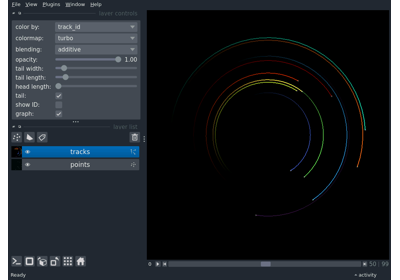 File View Plugins Window Help
layer controls
color by: track_id
colormap: turbo
blending: additive
opacity: 1.00
tail width:
tail length:
head length:
tail:
show ID:
graph:
layer list
tracks
points
50 99
Ready
activity